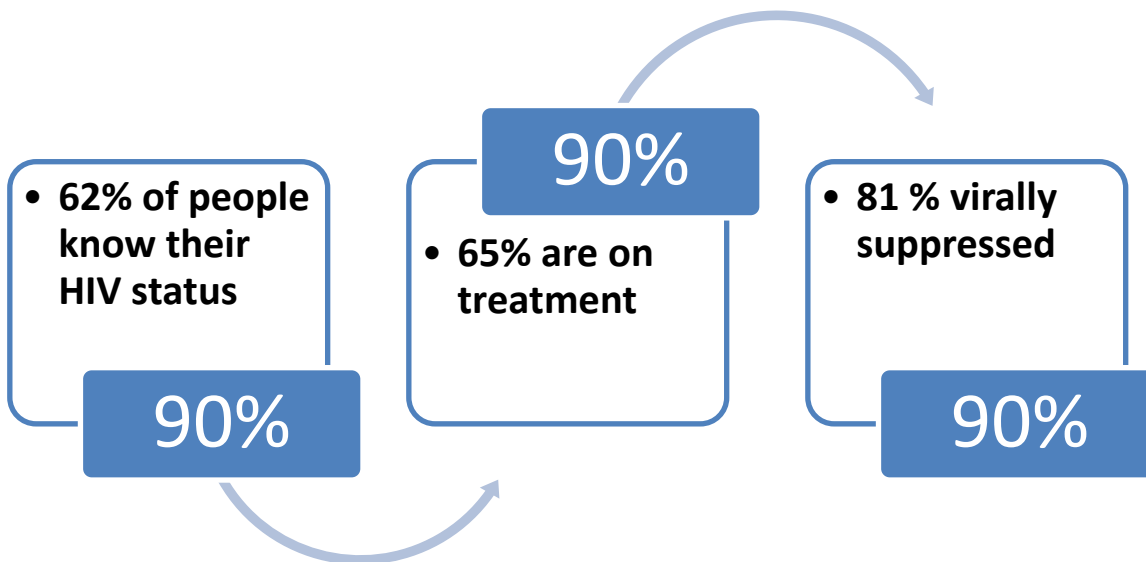 • 62% of people
know their
HIV status
90%
90%
• 65% are on
treatment
• 81 % virally
suppressed
90%